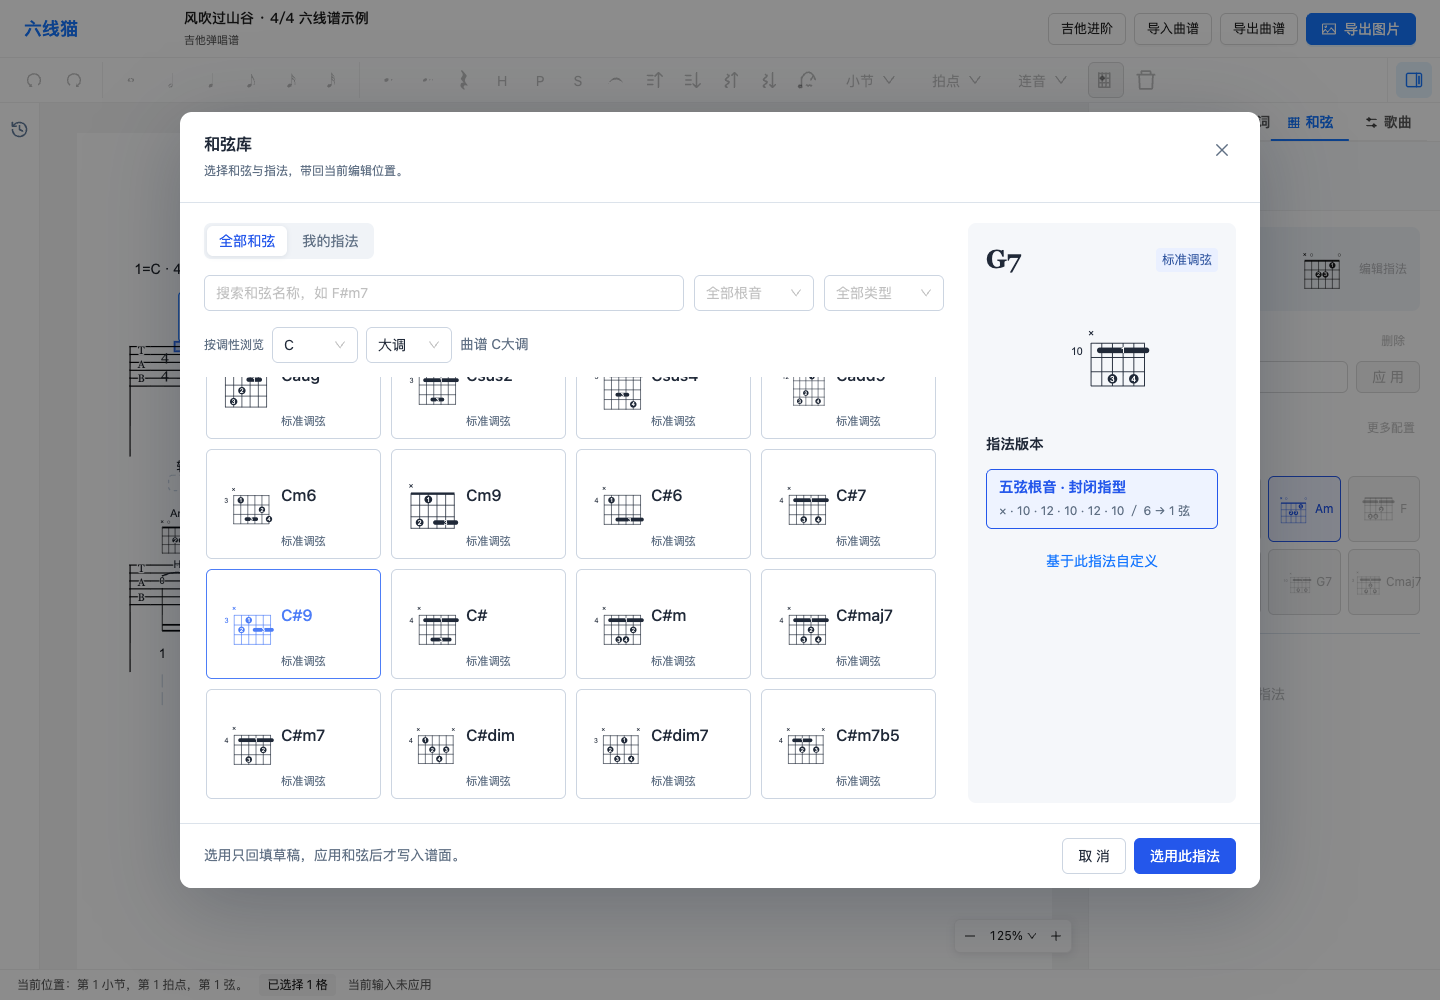 六线猫
风吹过山谷 · 4/4 六线谱示例
吉他弹唱谱
吉他进阶
导入曲谱
导出曲谱
导出图片
H P S
小节
拍点
连音
词
和弦
歌曲
和弦库
选择和弦与指法，带回当前编辑位置。
全部和弦
我的指法
搜索和弦名称，如 F#m7
全部根音
全部类型
按调性浏览
C
大调
曲谱 C大调
标准调弦
标准调弦
标准调弦
标准调弦
Cm6
标准调弦
Cm9
标准调弦
C#6
标准调弦
C#7
标准调弦
C#9
标准调弦
C#
标准调弦
C#m
标准调弦
C#maj7
标准调弦
C#m7
标准调弦
C#dim
标准调弦
C#dim7
标准调弦
C#m7b5
标准调弦
G7
标准调弦
×
10
指法版本
五弦根音 · 封闭指型
× · 10 · 12 · 10 · 12 · 10 / 6 → 1 弦
基于此指法自定义
选用只回填草稿，应用和弦后才写入谱面。
取 消
选用此指法
1=C · 4
T
A
B
4
4
H
T
A
B
1
编辑指法
删除
应 用
更多配置
Am
F
G7
Cmaj7
指法
125%
当前位置：第 1 小节，第 1 拍点，第 1 弦。
已选择 1 格
当前输入未应用